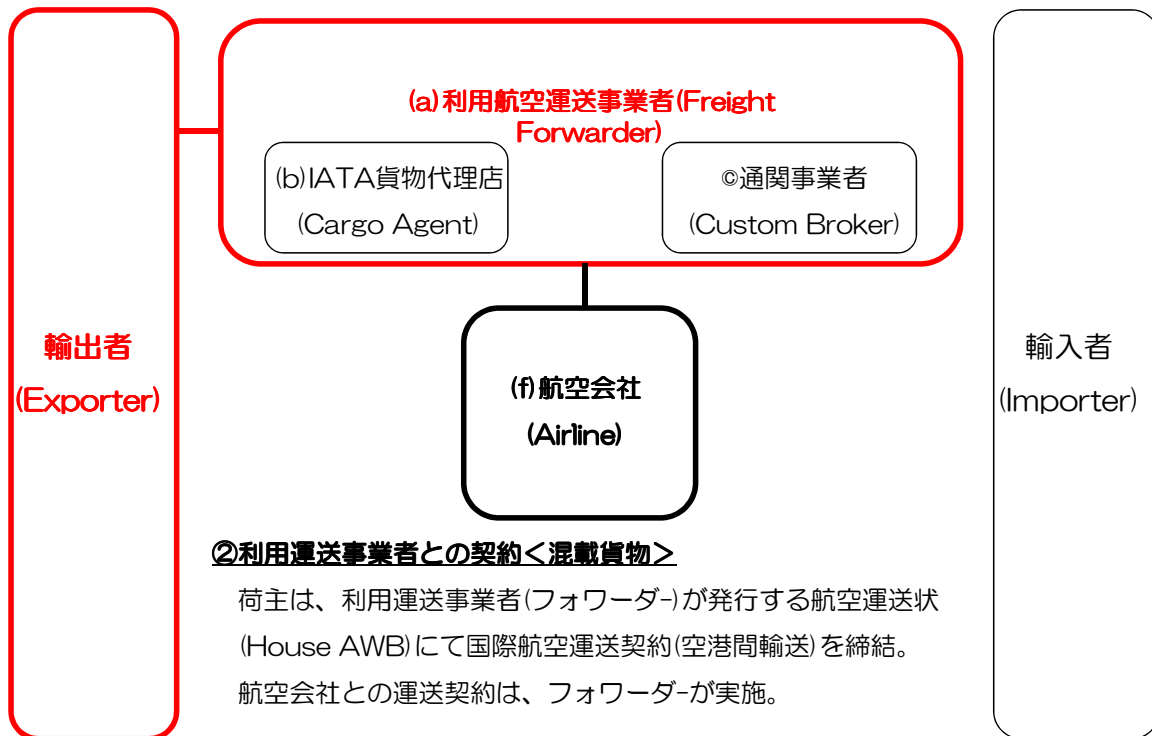 (a)利用航空運送事業者(Freight
Forwarder)
(b)IATA貨物代理店
(Cargo Agent)
©通関事業者
(Custom Broker)
輸出者
(Exporter)
(f)航空会社
(Airline)
輸入者
(Importer)
②利用運送事業者との契約<混載貨物>
荷主は、利用運送事業者(フォワーダ-)が発行する航空運送状
(House AWB)にて国際航空運送契約(空港間輸送)を締結。
航空会社との運送契約は、フォワーダ-が実施。